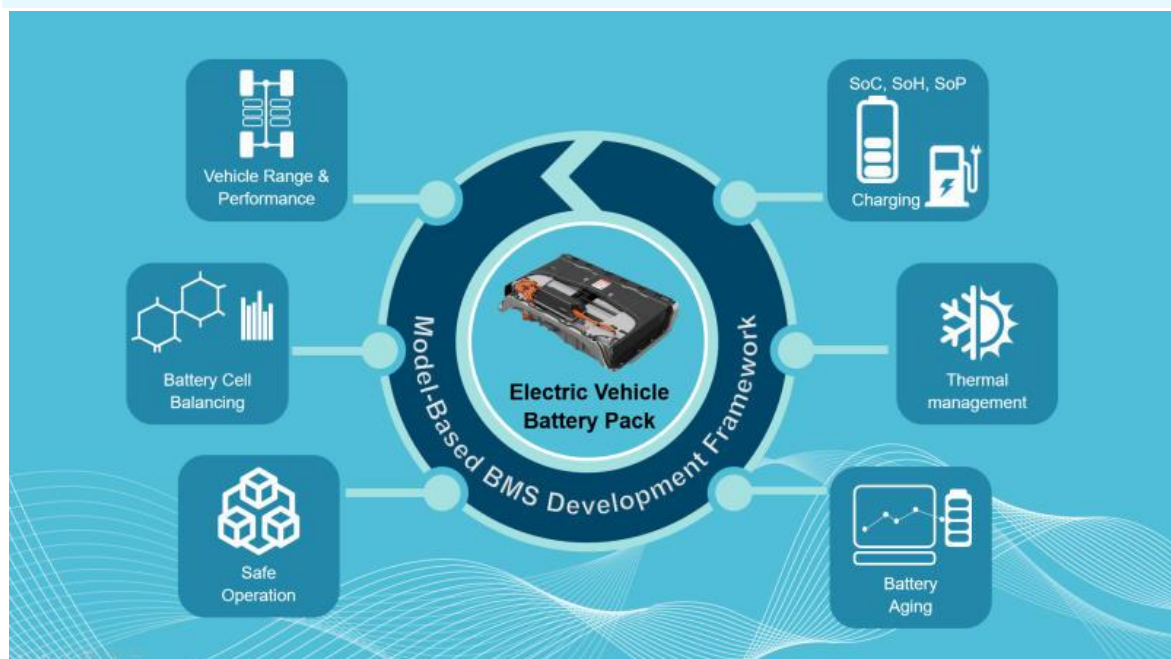 Vehicle Range &
Performance
SoC, SoH, SoP
Charging
Battery Cell
Balancing
Electric Vehicle
Battery Pack
Model-Based BMS Development Framework
Thermal
management
Safe
Operation
Battery
Aging